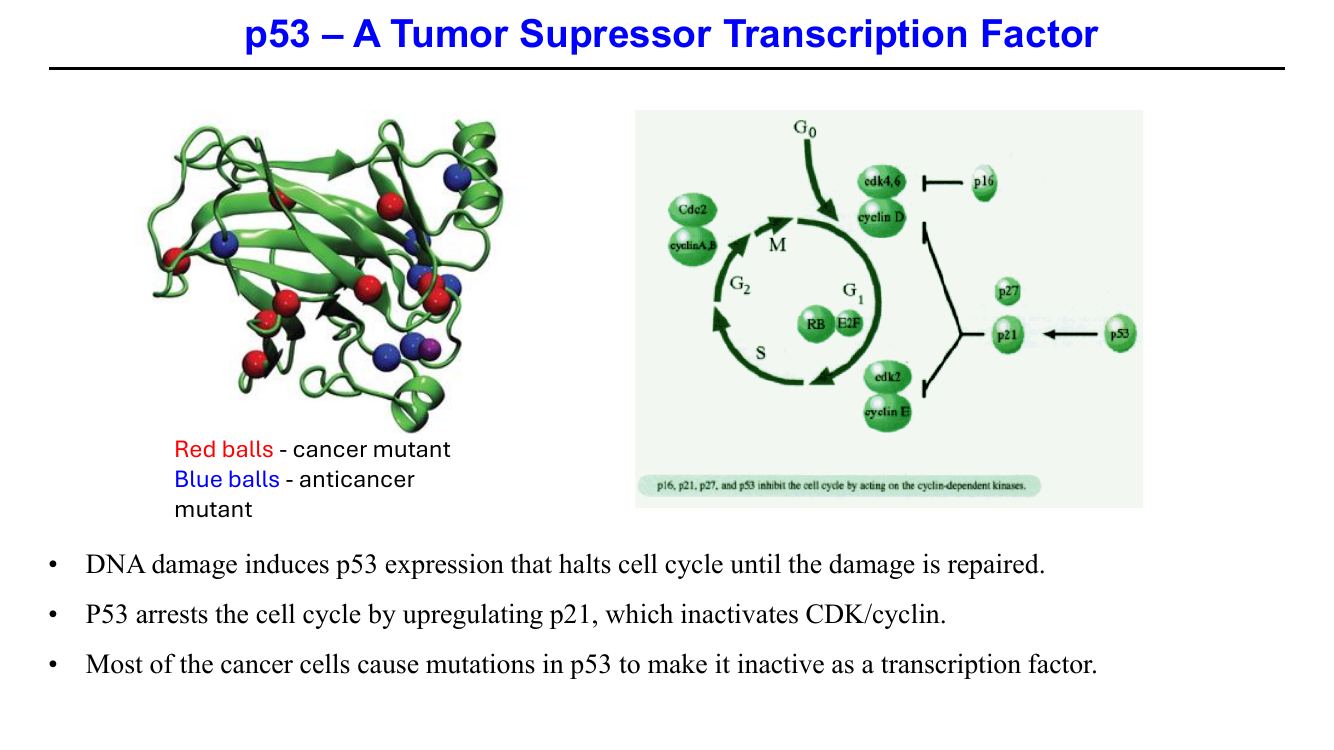 p53 – A Tumor Supressor Transcription Factor
G0
cdk4,6
p16
Cdc2
cyclin D
cyclinA,B
M
G2
G1
p27
RB
E2F
p21
p53
S
cdk2
cyclin E
Red balls - cancer mutant
Blue balls - anticancer
mutant
p16, p21, p27, and p53 inhibit the cell cycle by acting on the cyclin-dependent kinases.
• DNA damage induces p53 expression that halts cell cycle until the damage is repaired.
• P53 arrests the cell cycle by upregulating p21, which inactivates CDK/cyclin.
• Most of the cancer cells cause mutations in p53 to make it inactive as a transcription factor.